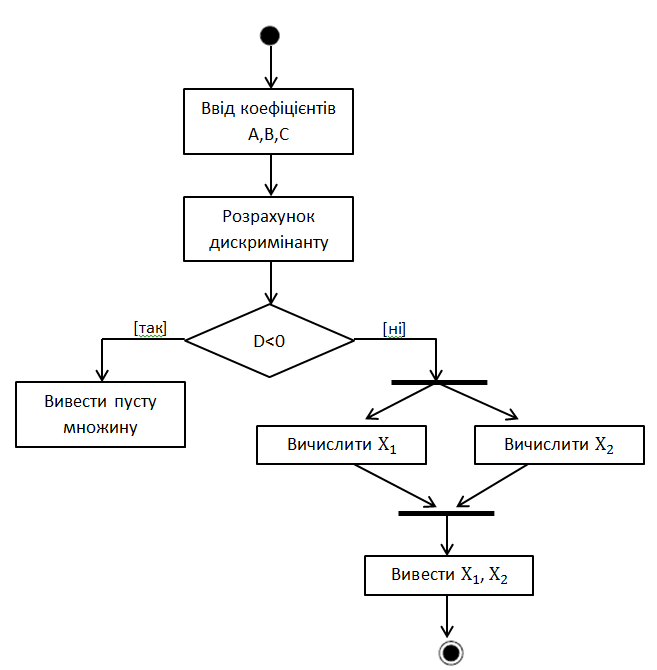 Ввід коефіцієнтів
А,В,С
Розрахунок
дискримінанту
[так]
D<0
[ні]
Вивести пусту
множину
Вичислити X₁
Вичислити X₂
Вивести X₁, X₂